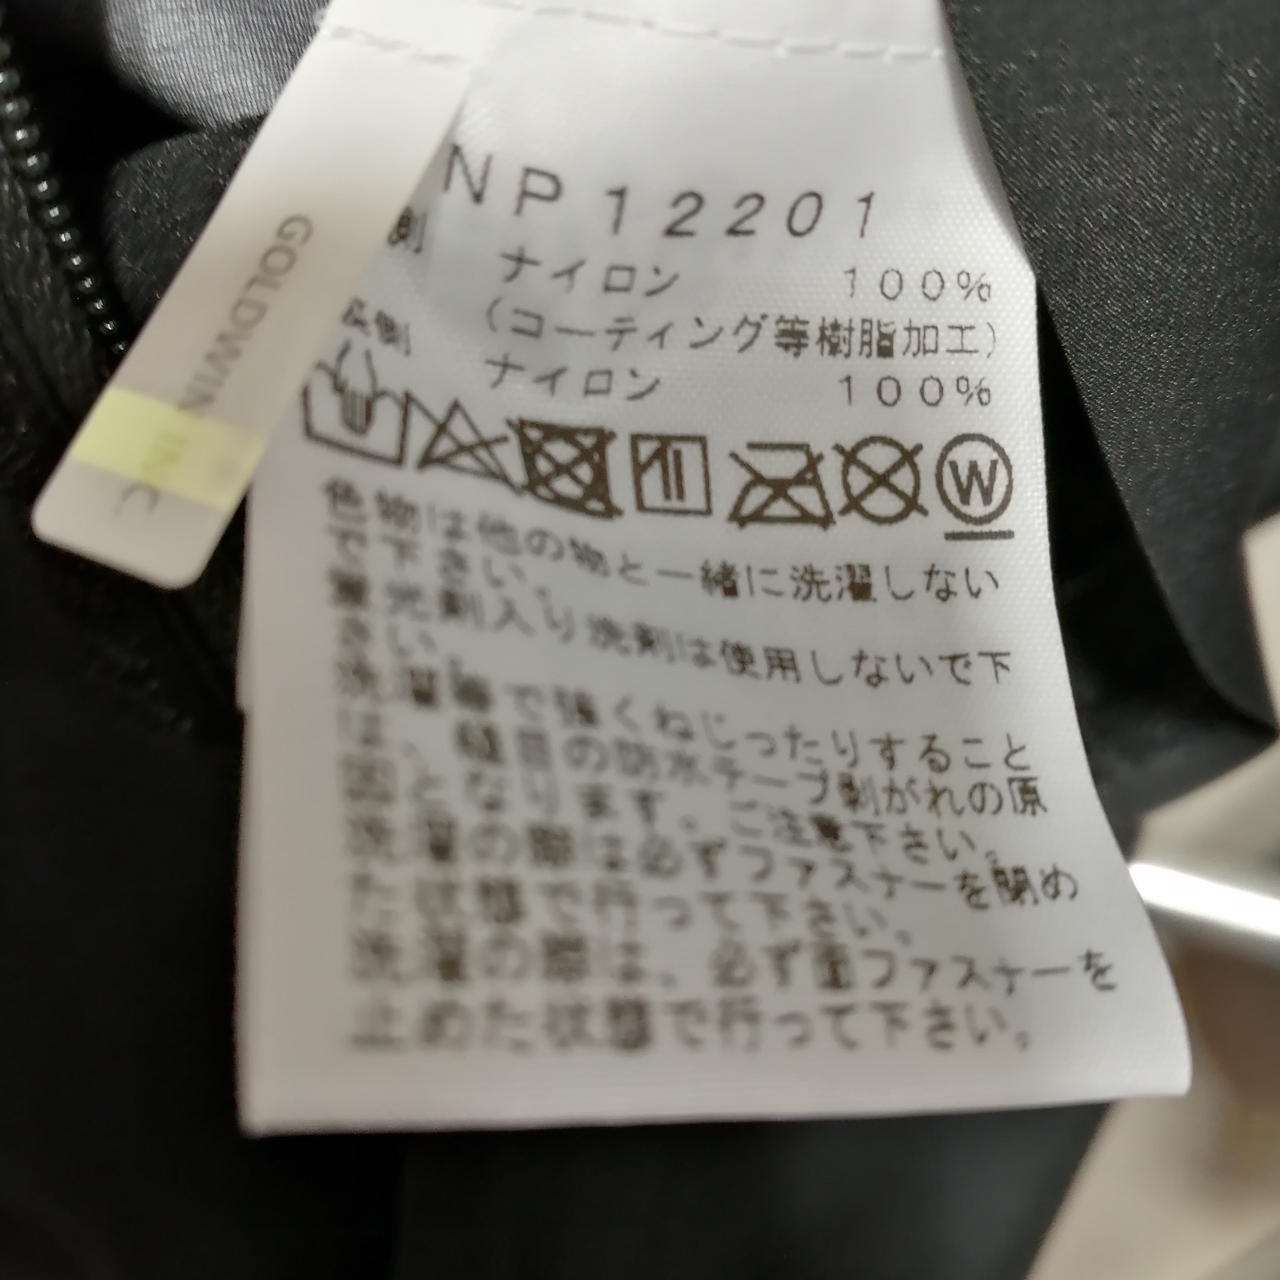 GOLDWIN INC
NP12201
側 ナイロン 100%
(コーティング等樹脂加工)
側 ナイロン 100%
W
色物は他の物と一緒に洗濯しない
で下さい。
蛍光剤入り洗剤は使用しないで下
さい。
洗濯等で強くねじったりすること
は、縫目の防水テープ剥がれの原
因となります。ご注意下さい。
洗濯の際は必ずファスナーを閉め
た状態で行って下さい。
洗濯の際は、必ず面ファスナーを
止めた状態で行って下さい。